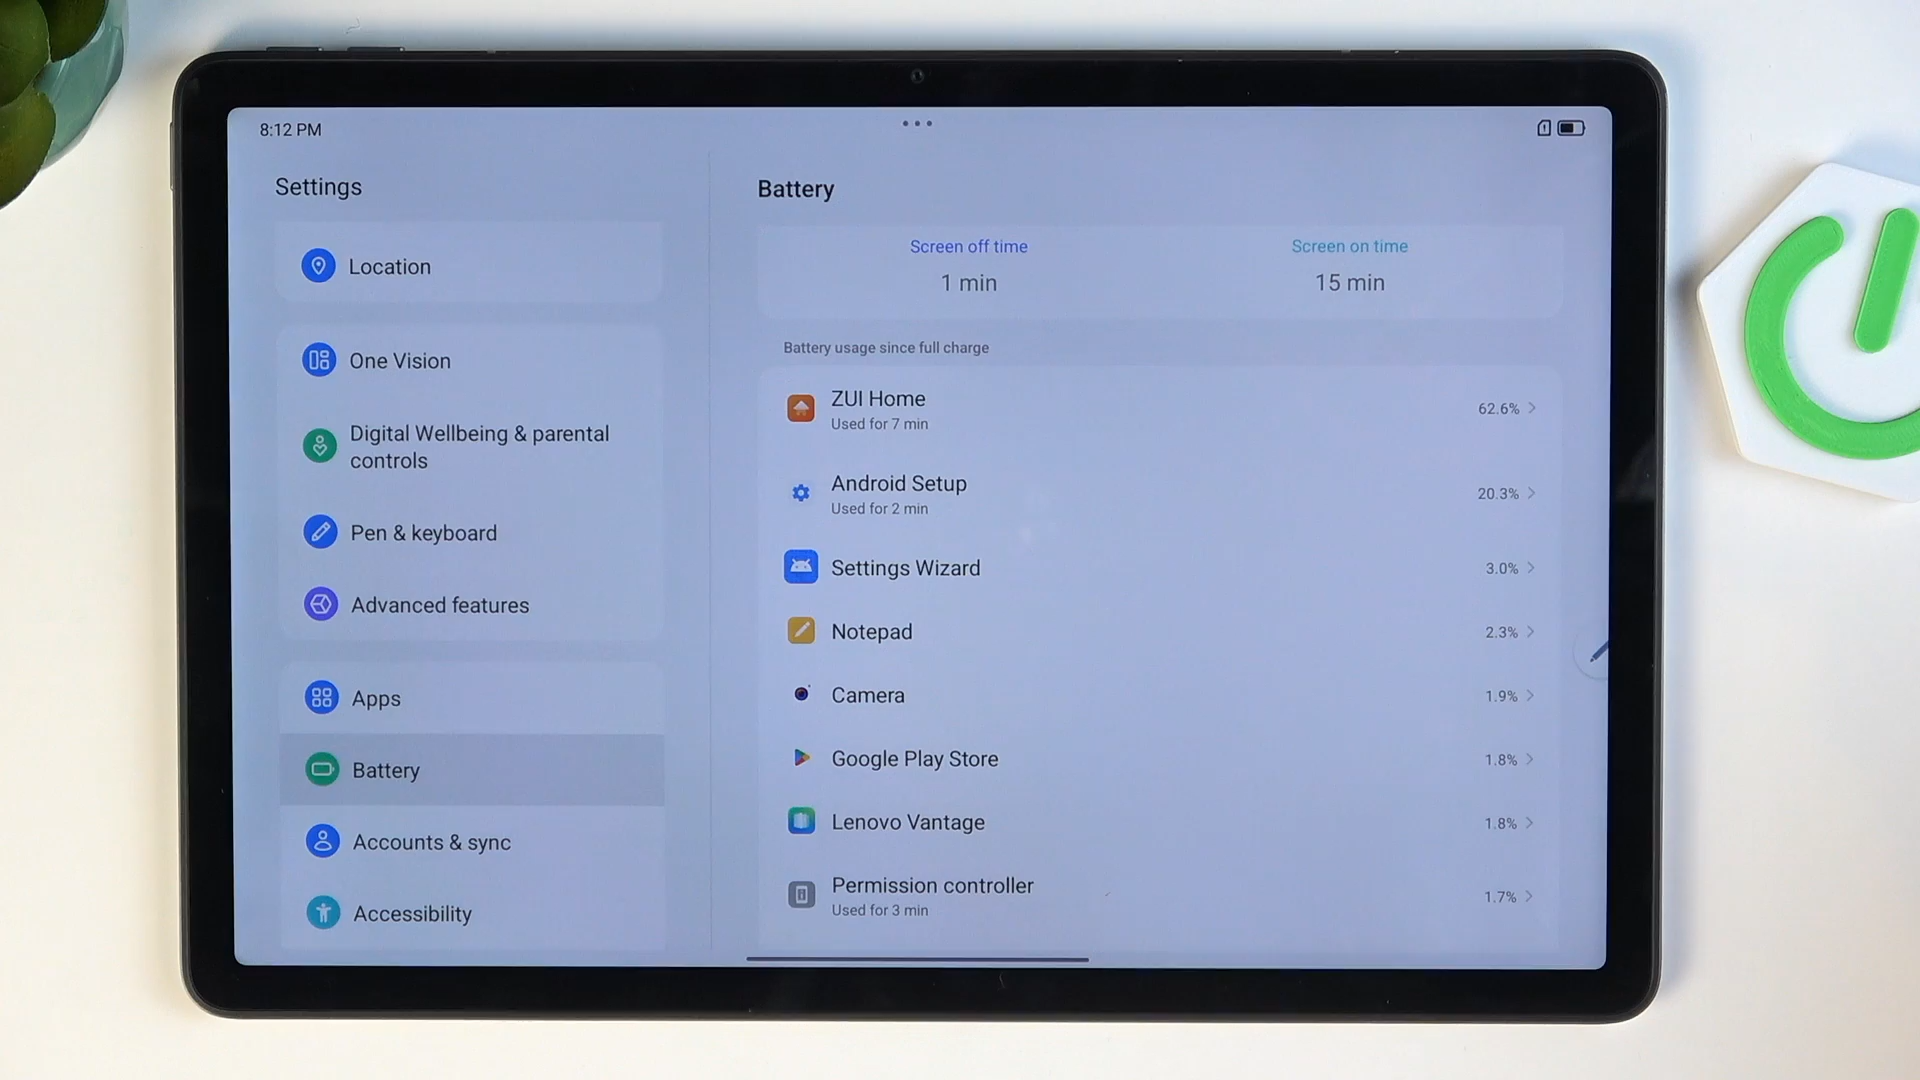 8:12 PM
Settings
Location
One Vision
Digital Wellbeing & parental
controls
Pen & keyboard
Advanced features
Apps
Battery
Accounts & sync
Accessibility
Battery
Screen off time
Screen on time
1 min
15 min
Battery usage since full charge
ZUI Home
Used for 7 min
62.6%
Android Setup
Used for 2 min
20.3%
Settings Wizard
3.0%
Notepad
2.3%
Camera
1.9%
Google Play Store
1.8%
Lenovo Vantage
1.8%
Permission controller
Used for 3 min
1.7%